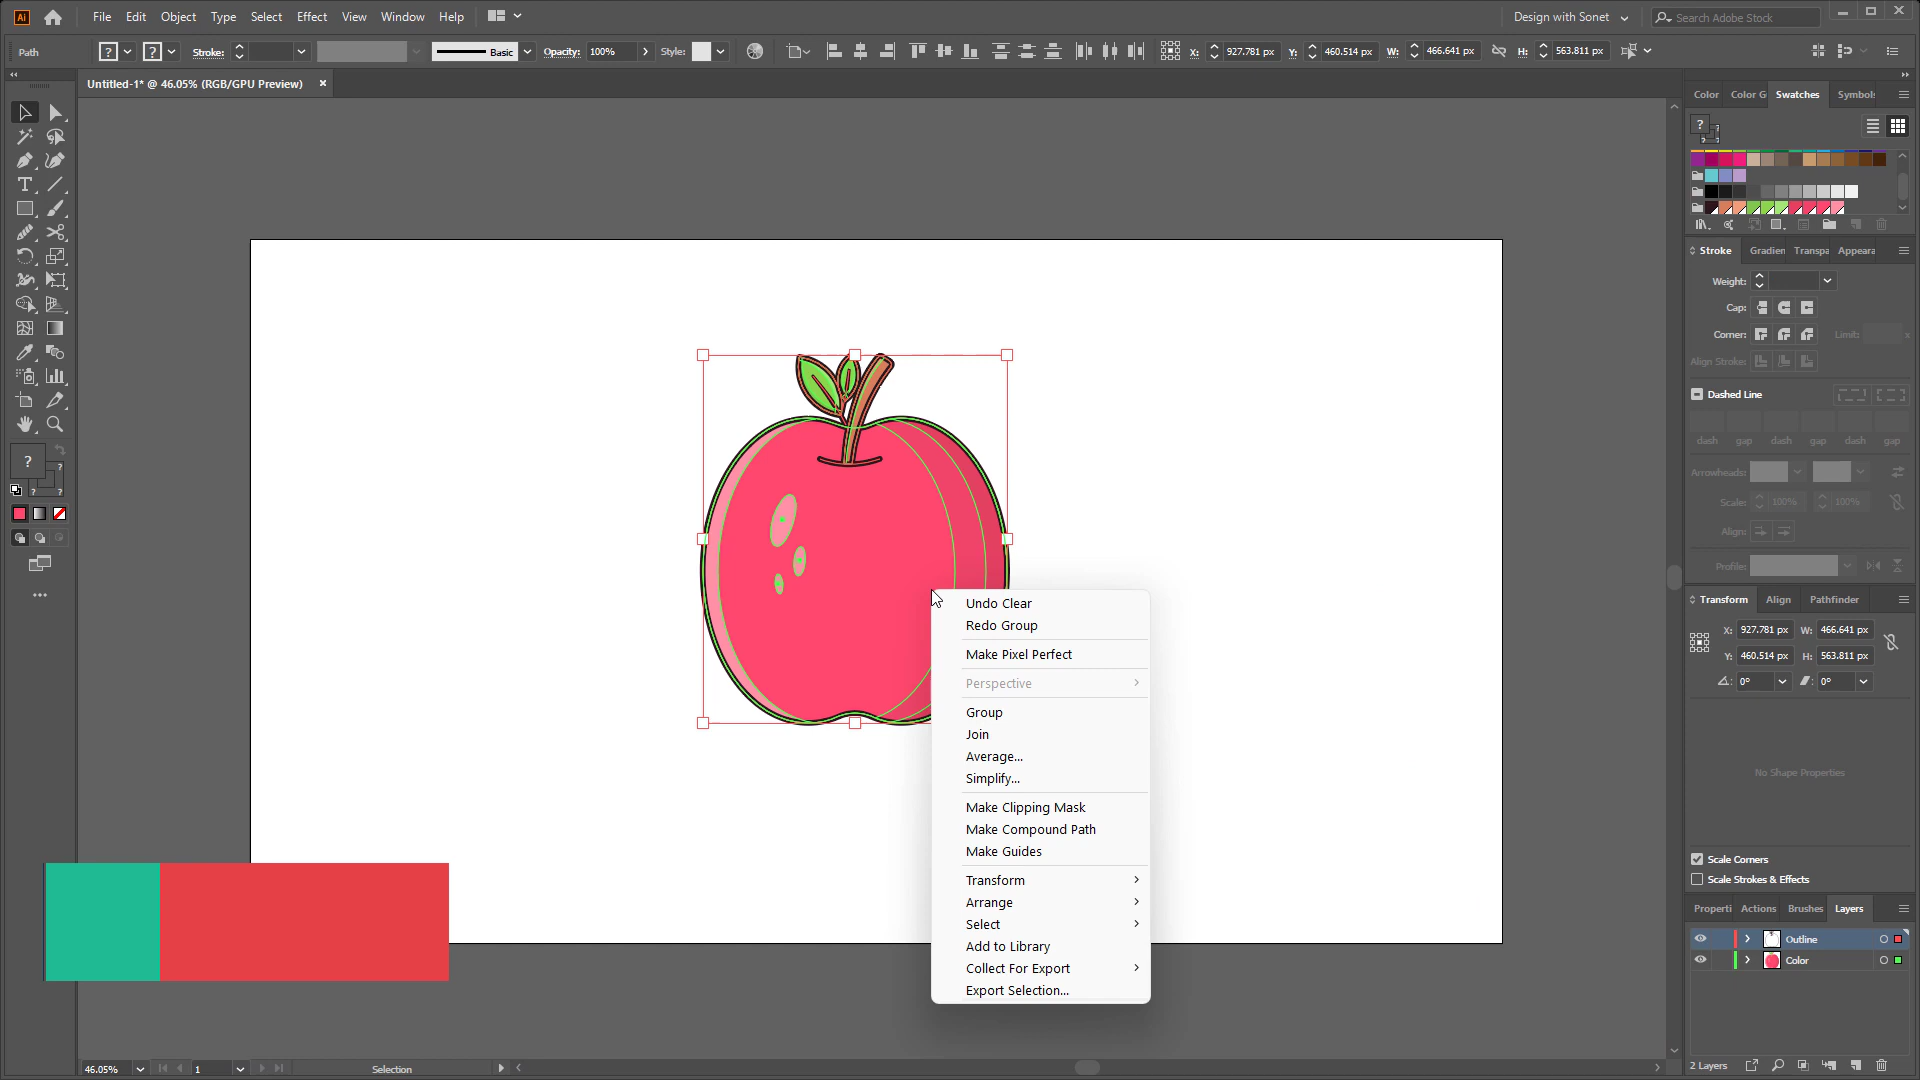 Ai File Edit Object Type Select Effect View Window Help Design with Sonet Search Adobe Stock
Path ? ? Stroke: Basic Opacity: 100% Style: X: 927.781 px Y: 460.514 px W: 466.641 px H: 563.811 px
Untitled-1* @ 46.05% (RGB/GPU Preview) ×
Color Color G Swatches Symbols
?
Stroke Gradien Transpa Appeara
Weight:
Cap:
Corner: Limit: x
Align Stroke:
Dashed Line
dash gap dash gap dash gap
Arrowheads:
Scale: 100% 100%
Align:
Profile:
Transform Align Pathfinder
X: 927.781 px W: 466.641 px
Y: 460.514 px H: 563.811 px
0° 0°
No Shape Properties
Scale Corners
Scale Strokes & Effects
Properti Actions Brushes Layers
Outline
Color
2 Layers
Undo Clear
Redo Group
Make Pixel Perfect
Perspective
Group
Join
Average...
Simplify...
Make Clipping Mask
Make Compound Path
Make Guides
Transform
Arrange
Select
Add to Library
Collect For Export
Export Selection...
? ?
? ?
46.05% 1 Selection